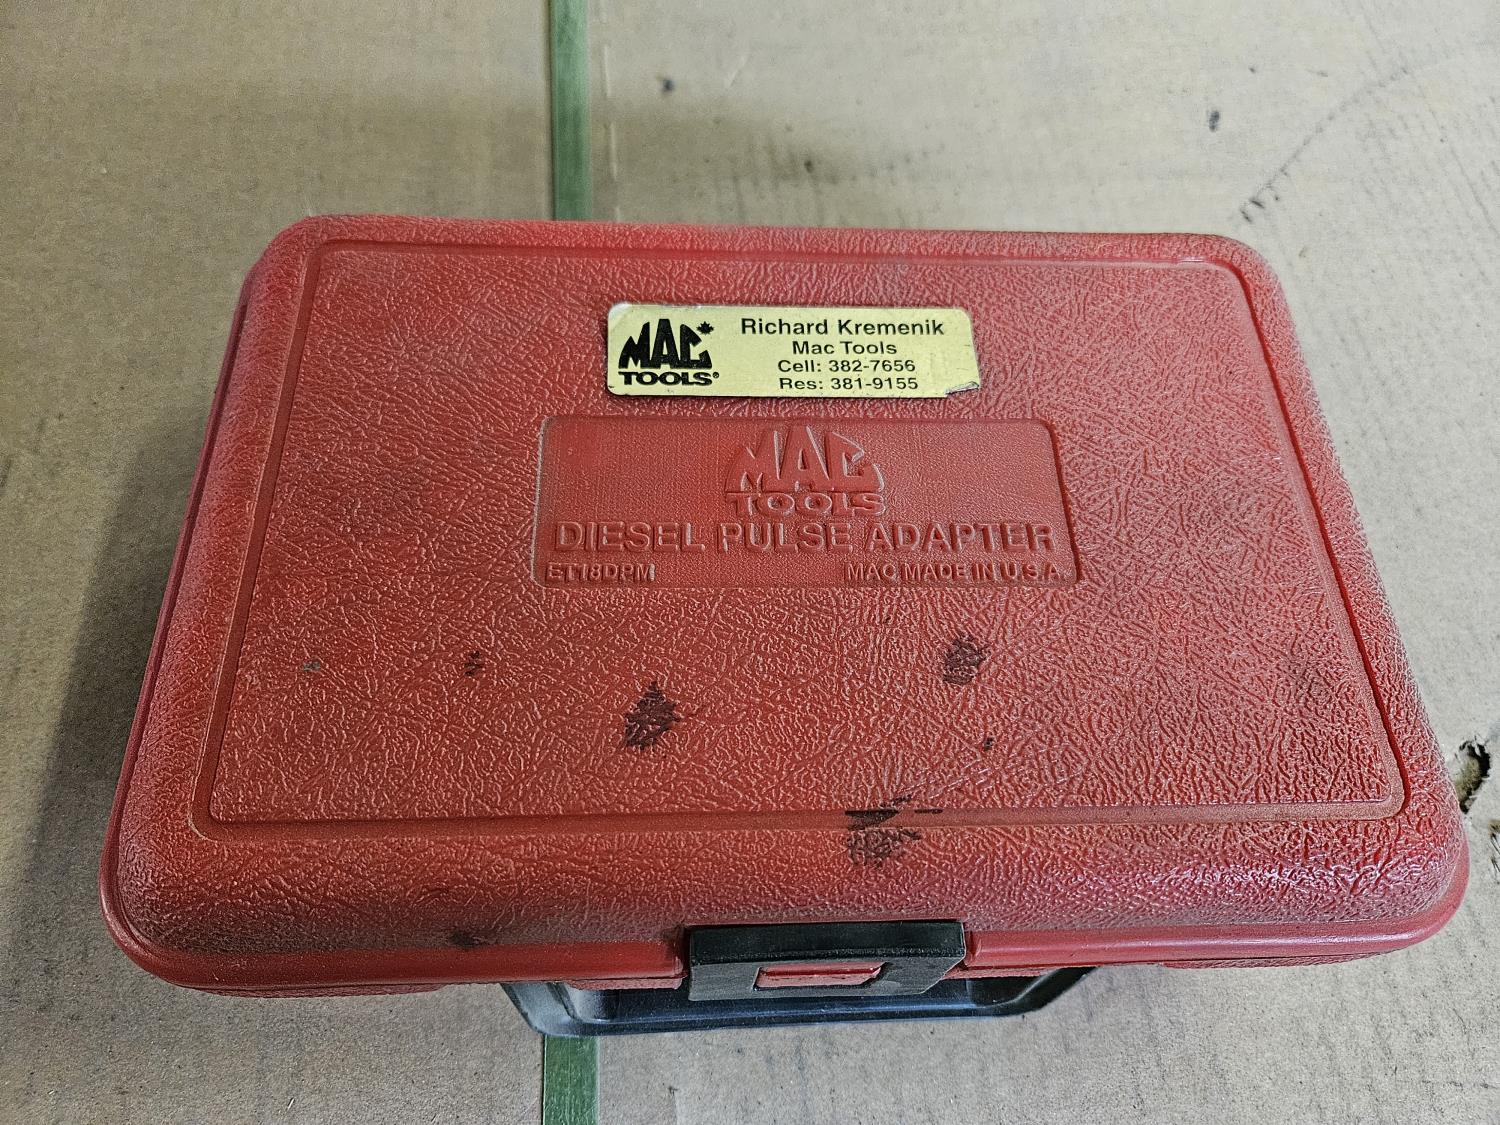 MAC
TOOLS®
Richard Kremenik
Mac Tools
Cell: 382-7656
Res: 381-9155
MAC
TOOLS
DIESEL PULSE ADAPTER
ET18DPM
MAC MADE IN U.S.A.